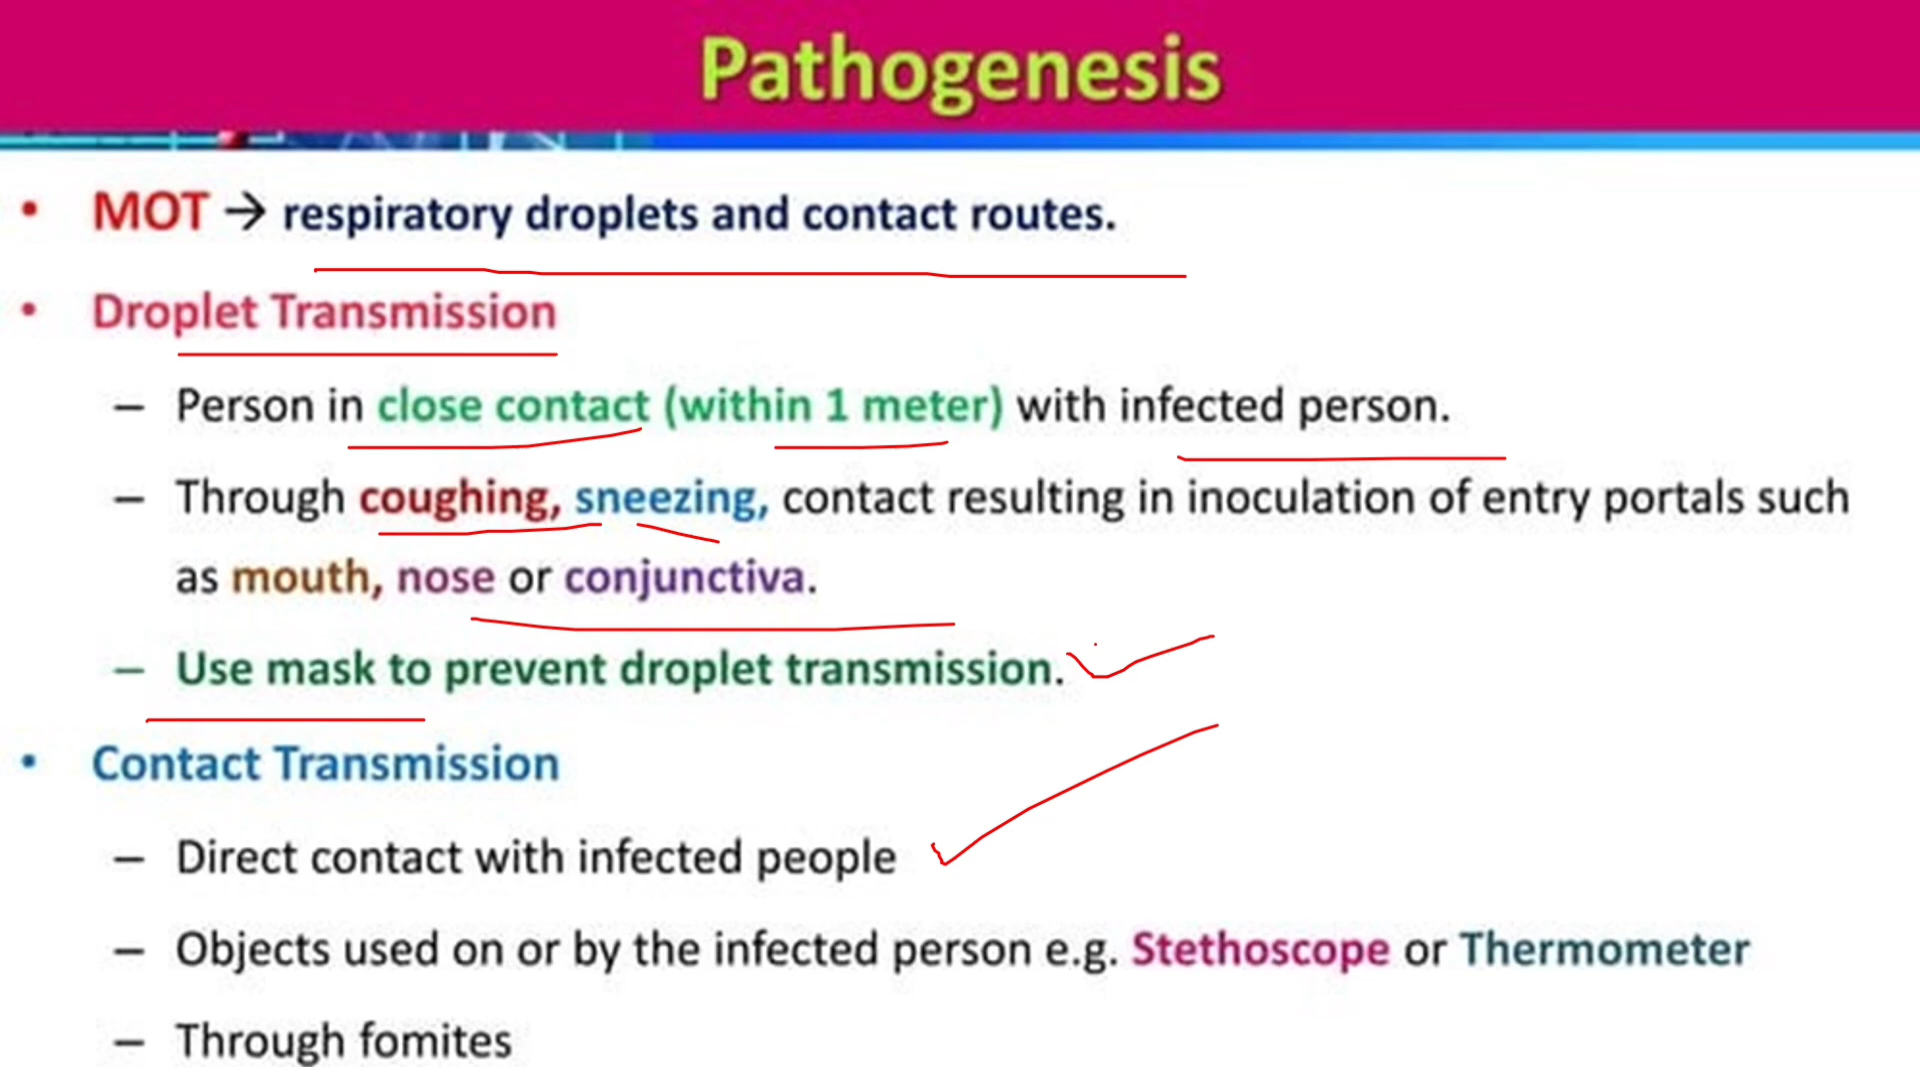 Pathogenesis
• MOT → respiratory droplets and contact routes.
• Droplet Transmission
– Person in close contact (within 1 meter) with infected person.
– Through coughing, sneezing, contact resulting in inoculation of entry portals such
as mouth, nose or conjunctiva.
– Use mask to prevent droplet transmission.
• Contact Transmission
– Direct contact with infected people
– Objects used on or by the infected person e.g. Stethoscope or Thermometer
– Through fomites